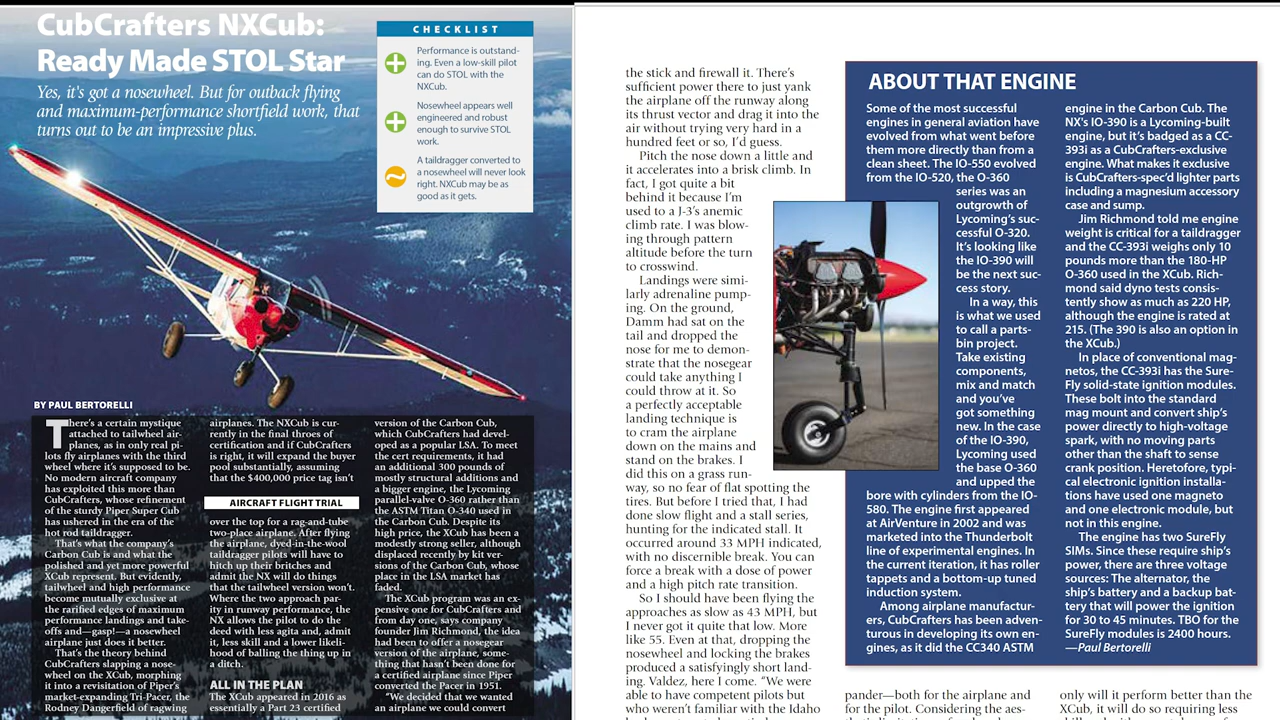 CubCrafters NXCub:
Ready Made STOL Star
Yes, it's got a nosewheel. But for outback flying
and maximum-performance shortfield work, that
turns out to be an impressive plus.
CHECKLIST
Performance is outstand-
ing. Even a low-skill pilot
can do STOL with the
NXCub.
Nosewheel appears well
engineered and robust
enough to survive STOL
work.
A taildragger converted to
a nosewheel will never look
right. NXCub may be as
good as it gets.
BY PAUL BERTORELLI
There's a certain mystique
attached to tailwheel air-
planes, as in only real pi-
lots fly airplanes with the third
wheel where it's supposed to be.
No modern aircraft company
has exploited this more than
CubCrafters, whose refinement
of the sturdy Piper Super Cub
has ushered in the era of the
hot rod taildragger.
That's what the company's
Carbon Cub is and what the
polished and yet more powerful
XCub represent. But evidently,
tailwheel and high performance
become mutually exclusive at
the rarified edges of maximum
performance landings and take-
offs and—gasp!—a nosewheel
airplane just does it better.
That's the theory behind
CubCrafters slapping a nose-
wheel on the XCub, morphing
it into a revisitation of Piper's
market-expanding Tri-Pacer, the
Rodney Dangerfield of ragwing
airplanes. The NXCub is cur-
rently in the final throes of
certification and if CubCrafters
is right, it will expand the buyer
pool substantially, assuming
that the $400,000 price tag isn't
AIRCRAFT FLIGHT TRIAL
over the top for a rag-and-tube
two-place airplane. After flying
the airplane, dyed-in-the-wool
taildragger pilots will have to
hitch up their britches and
admit the NX will do things
that the tailwheel version won't.
Where the two approach par-
ity in runway performance, the
NX allows the pilot to do the
deed with less agita and, admit
it, less skill and a lower likeli-
hood of balling the thing up in
a ditch.
ALL IN THE PLAN
The XCub appeared in 2016 as
essentially a Part 23 certified
version of the Carbon Cub,
which CubCrafters had devel-
oped as a popular LSA. To meet
the cert requirements, it had
an additional 300 pounds of
mostly structural additions and
a bigger engine, the Lycoming
parallel-valve O-360 rather than
the ASTM Titan O-340 used in
the Carbon Cub. Despite its
high price, the XCub has been a
modestly strong seller, although
displaced recently by kit ver-
sions of the Carbon Cub, whose
place in the LSA market has
faded.
The XCub program was an ex-
pensive one for CubCrafters and
from day one, says company
founder Jim Richmond, the idea
had been to offer a nosegear
version of the airplane, some-
thing that hasn't been done for
a certified airplane since Piper
converted the Pacer in 1951.
"We decided that we wanted
an airplane we could convert
the stick and firewall it. There's
sufficient power there to just yank
the airplane off the runway along
its thrust vector and drag it into the
air without trying very hard in a
hundred feet or so, I'd guess.
Pitch the nose down a little and
it accelerates into a brisk climb. In
fact, I got quite a bit
behind it because I'm
used to a J-3's anemic
climb rate. I was blow-
ing through pattern
altitude before the turn
to crosswind.
Landings were simi-
larly adrenaline pump-
ing. On the ground,
Damm had sat on the
tail and dropped the
nose for me to demon-
strate that the nosegear
could take anything I
could throw at it. So
a perfectly acceptable
landing technique is
to cram the airplane
down on the mains and
stand on the brakes. I
did this on a grass run-
way, so no fear of flat spotting the
tires. But before I tried that, I had
done slow flight and a stall series,
hunting for the indicated stall. It
occurred around 33 MPH indicated,
with no discernible break. You can
force a break with a dose of power
and a high pitch rate transition.
So I should have been flying the
approaches as slow as 43 MPH, but
I never got it quite that low. More
like 55. Even at that, dropping the
nosewheel and locking the brakes
produced a satisfyingly short land-
ing. Valdez, here I come. "We were
able to have competent pilots but
who weren't familiar with the Idaho
ABOUT THAT ENGINE
Some of the most successful
engines in general aviation have
evolved from what went before
them more directly than from a
clean sheet. The IO-550 evolved
from the IO-520, the O-360
series was an
outgrowth of
Lycoming's suc-
cessful O-320.
It's looking like
the IO-390 will
be the next suc-
cess story.
In a way, this
is what we used
to call a parts-
bin project.
Take existing
components,
mix and match
and you've
got something
new. In the case
of the IO-390,
Lycoming used
the base O-360
and upped the
bore with cylinders from the IO-
580. The engine first appeared
at AirVenture in 2002 and was
marketed into the Thunderbolt
line of experimental engines. In
the current iteration, it has roller
tappets and a bottom-up tuned
induction system.
Among airplane manufactur-
ers, CubCrafters has been adven-
turous in developing its own en-
gines, as it did the CC340 ASTM
engine in the Carbon Cub. The
NX's IO-390 is a Lycoming-built
engine, but it's badged as a CC-
393i as a CubCrafters-exclusive
engine. What makes it exclusive
is CubCrafters-spec'd lighter parts
including a magnesium accessory
case and sump.
Jim Richmond told me engine
weight is critical for a taildragger
and the CC-393i weighs only 10
pounds more than the 180-HP
O-360 used in the XCub. Rich-
mond said dyno tests consis-
tently show as much as 220 HP,
although the engine is rated at
215. (The 390 is also an option in
the XCub.)
In place of conventional mag-
netos, the CC-393i has the Sure-
Fly solid-state ignition modules.
These bolt into the standard
mag mount and convert ship's
power directly to high-voltage
spark, with no moving parts
other than the shaft to sense
crank position. Heretofore, typi-
cal electronic ignition installa-
tions have used one magneto
and one electronic module, but
not in this engine.
The engine has two SureFly
SIMs. Since these require ship's
power, there are three voltage
sources: The alternator, the
ship's battery and a backup bat-
tery that will power the ignition
for 30 to 45 minutes. TBO for the
SureFly modules is 2400 hours.
—Paul Bertorelli
pander—both for the airplane and
for the pilot. Considering the aes-
only will it perform better than the
XCub, it will do so requiring less